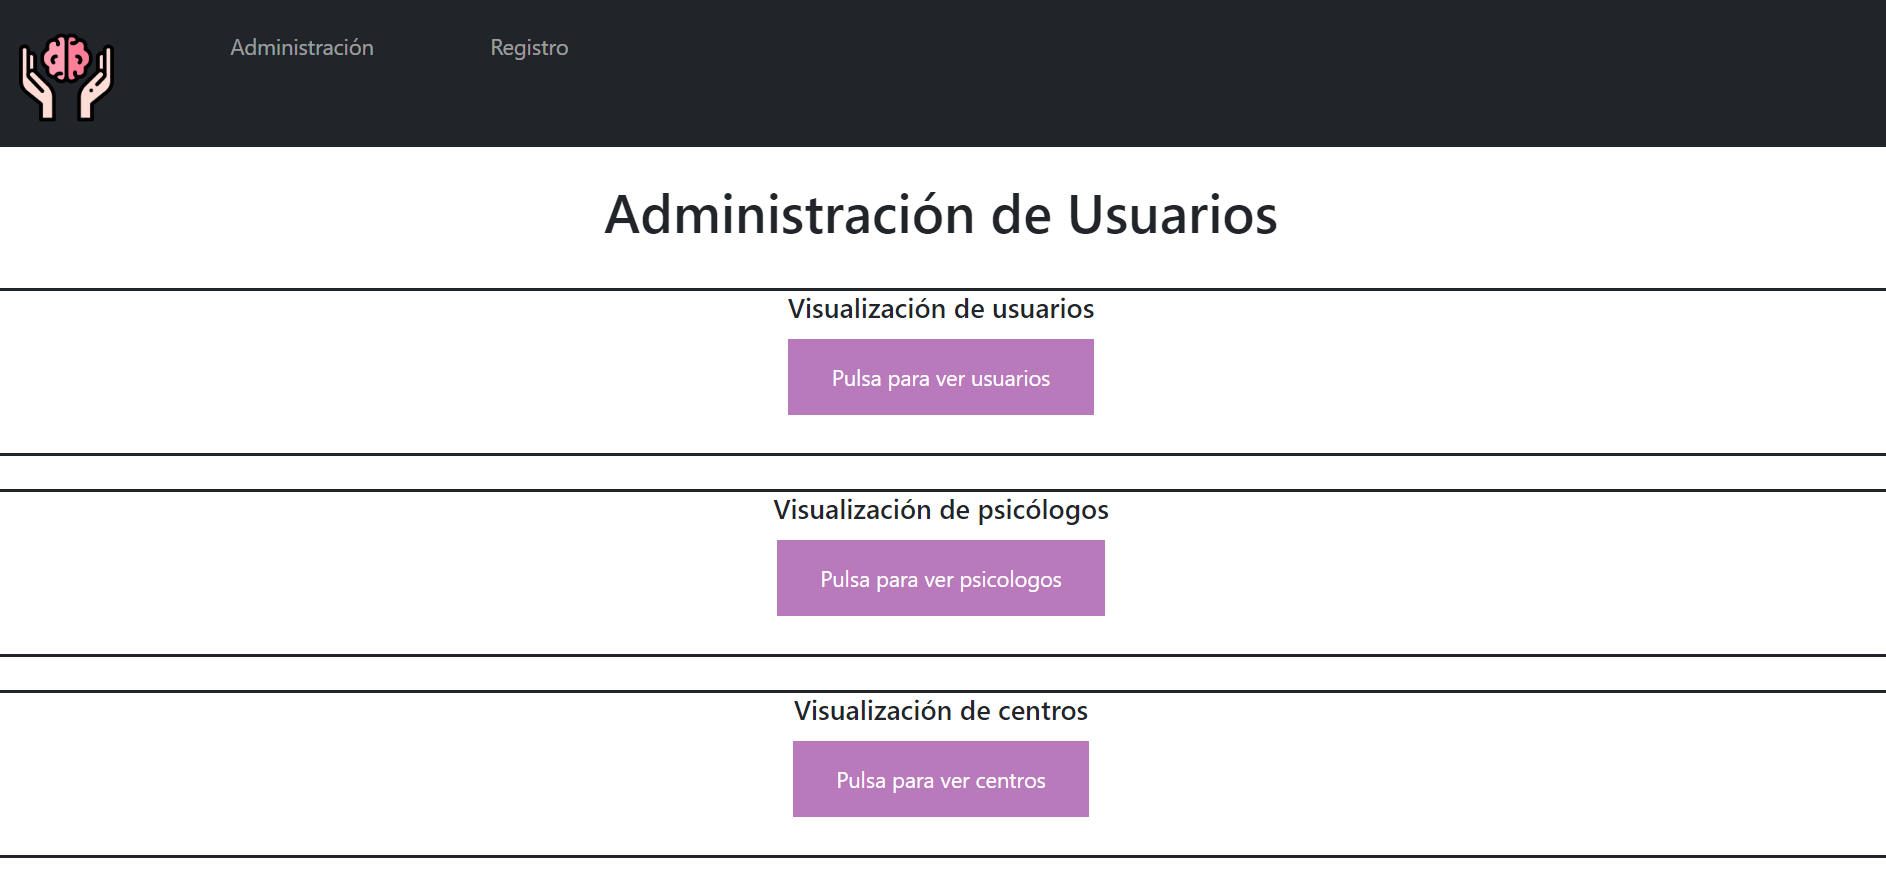 Administración Registro
Administración de Usuarios
Visualización de usuarios
Pulsa para ver usuarios
Visualización de psicólogos
Pulsa para ver psicologos
Visualización de centros
Pulsa para ver centros